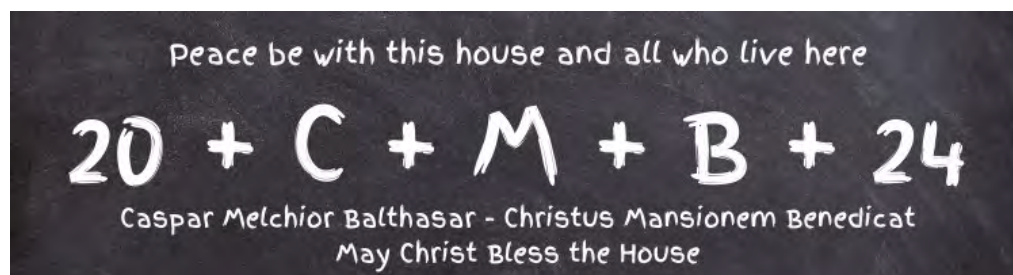 Peace be with this house and all who live here
20 + C + M + B + 24
Caspar Melchior Balthasar - Christus Mansionem Benedicat
May Christ Bless the House